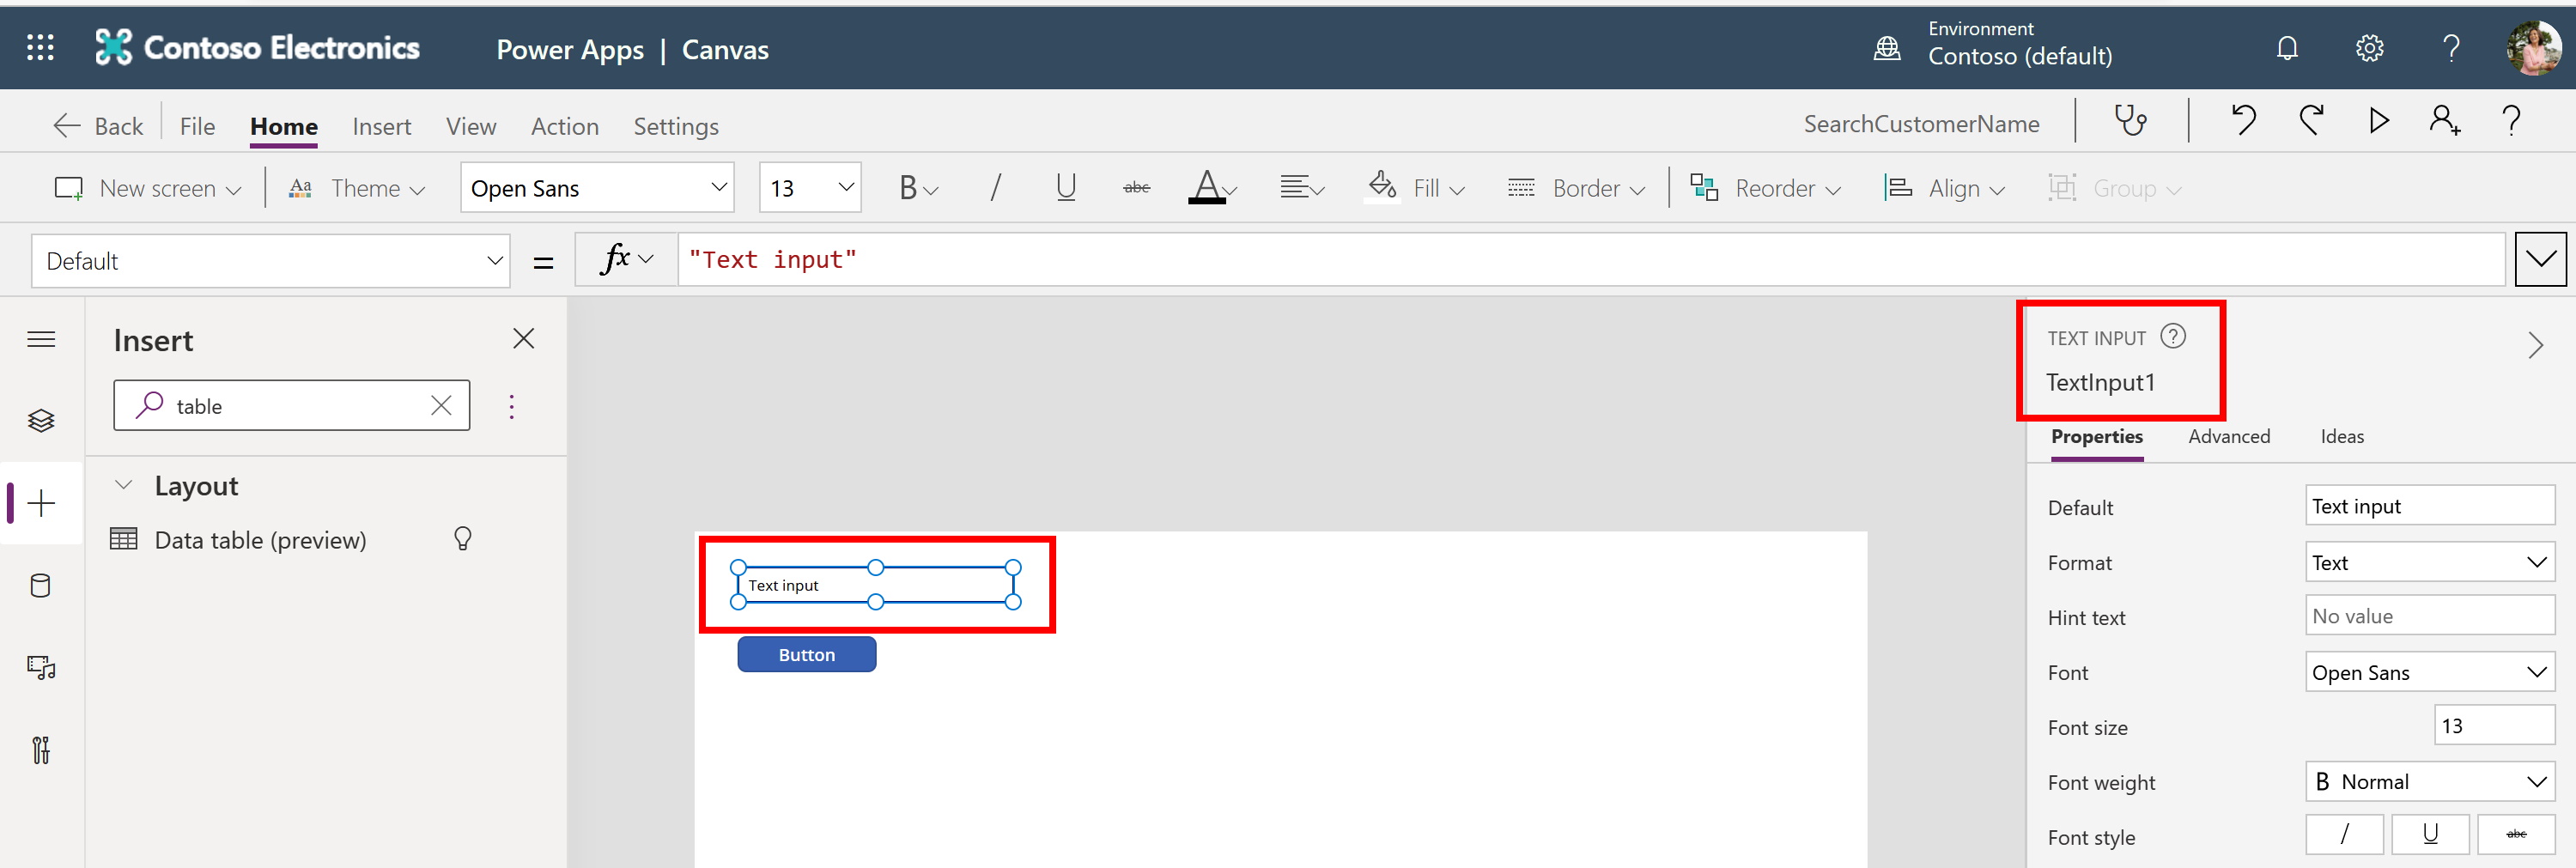 Contoso Electronics
Power Apps | Canvas
Environment
Contoso (default)
Back
File
Home
Insert
View
Action
Settings
SearchCustomerName
New screen
Aa
Theme
Open Sans
13
B
/
U
abc
A
Fill
Border
Reorder
Align
Group
Default
=
fx
"Text input"
Insert
table
Layout
Data table (preview)
Text input
Button
TEXT INPUT
TextInput1
Properties
Advanced
Ideas
Default
Text input
Format
Text
Hint text
No value
Font
Open Sans
Font size
13
Font weight
B Normal
Font style
/
U
abc